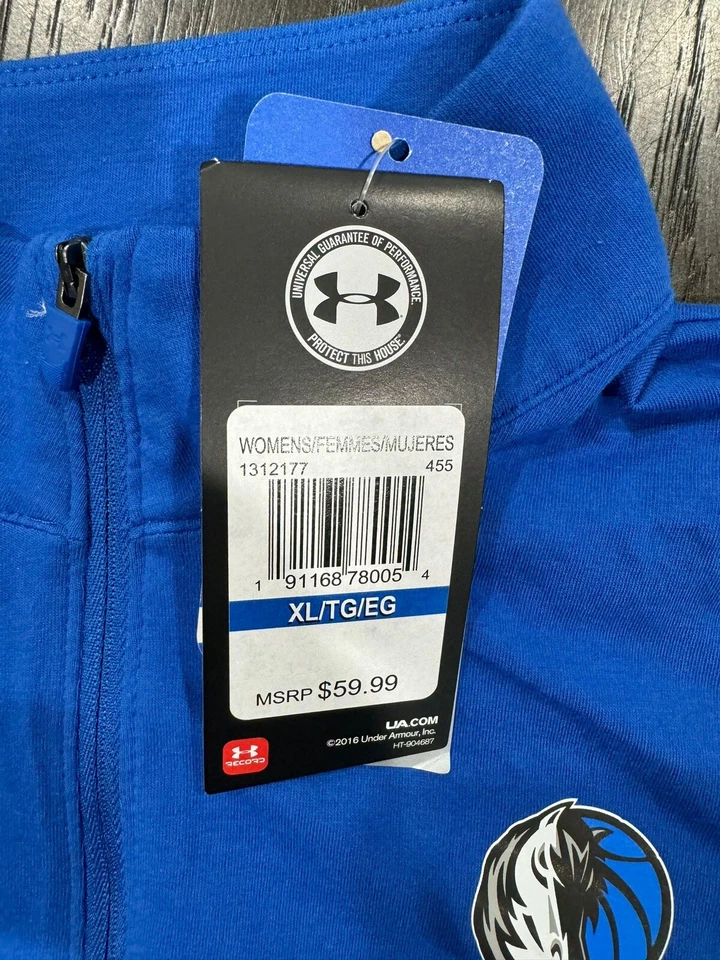 UNIVERSAL GUARANTEE OF PERFORMANCE.
PROTECT THIS HOUSE
WOMENS/FEMMES/MUJERES
1312177 455
1 91168 78005 4
XL/TG/EG
MSRP $59.99
UA.COM
©2016 Under Armour, Inc.
HT-904687
RECORD